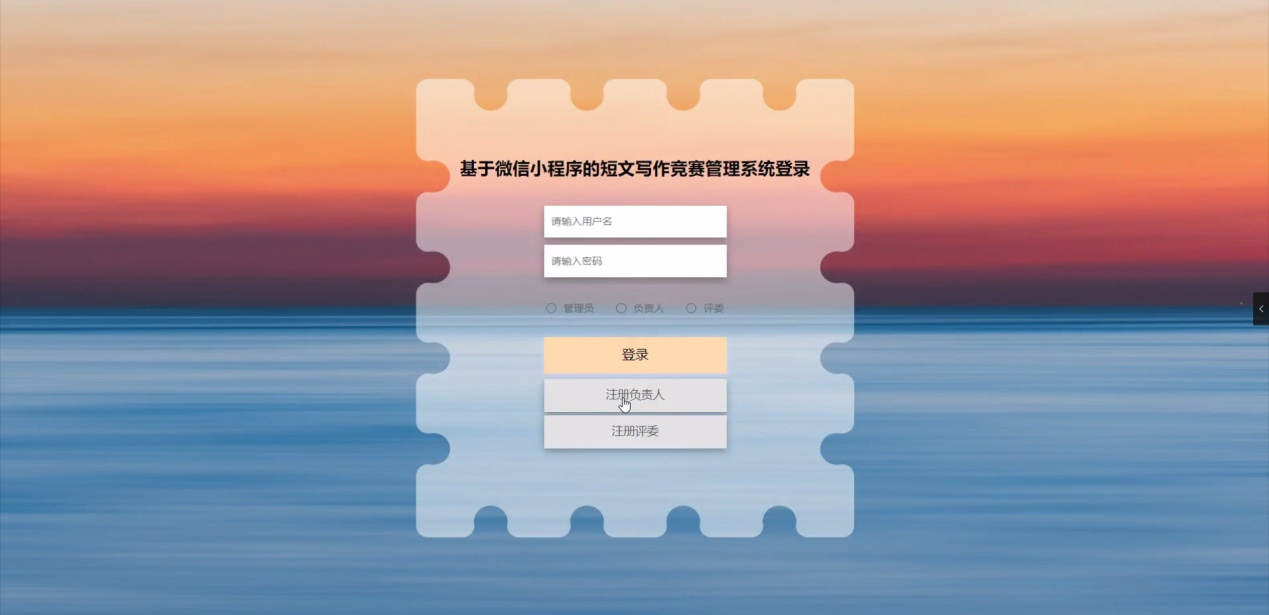 基于微信小程序的短文写作竞赛管理系统登录
请输入用户名
请输入密码
管理员 负责人 评委
登录
注册负责人
注册评委